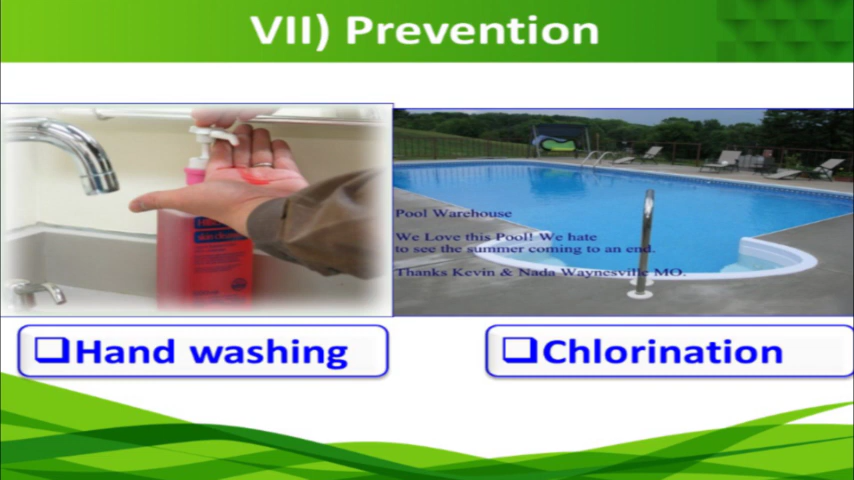 VII) Prevention
Pool Warehouse
We Love this Pool! We hate
to see the summer coming to an end.
Thanks Kevin & Nada Waynesville MO.
❑Hand washing
❑Chlorination